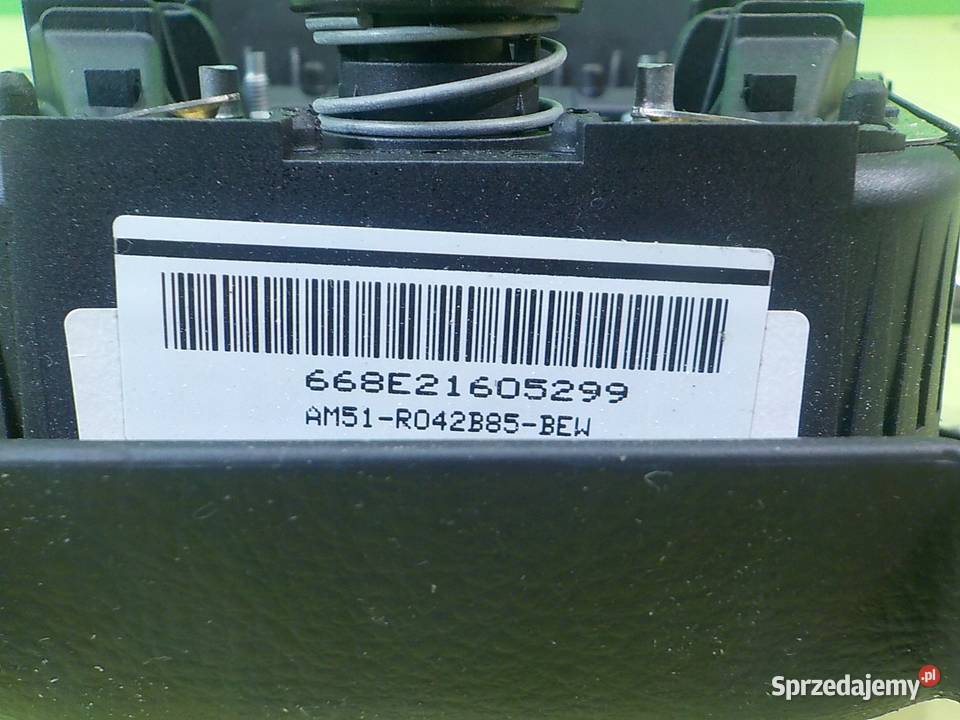 668E21605299
AM51-R042B85-BEW
Sprzedajemy.pl